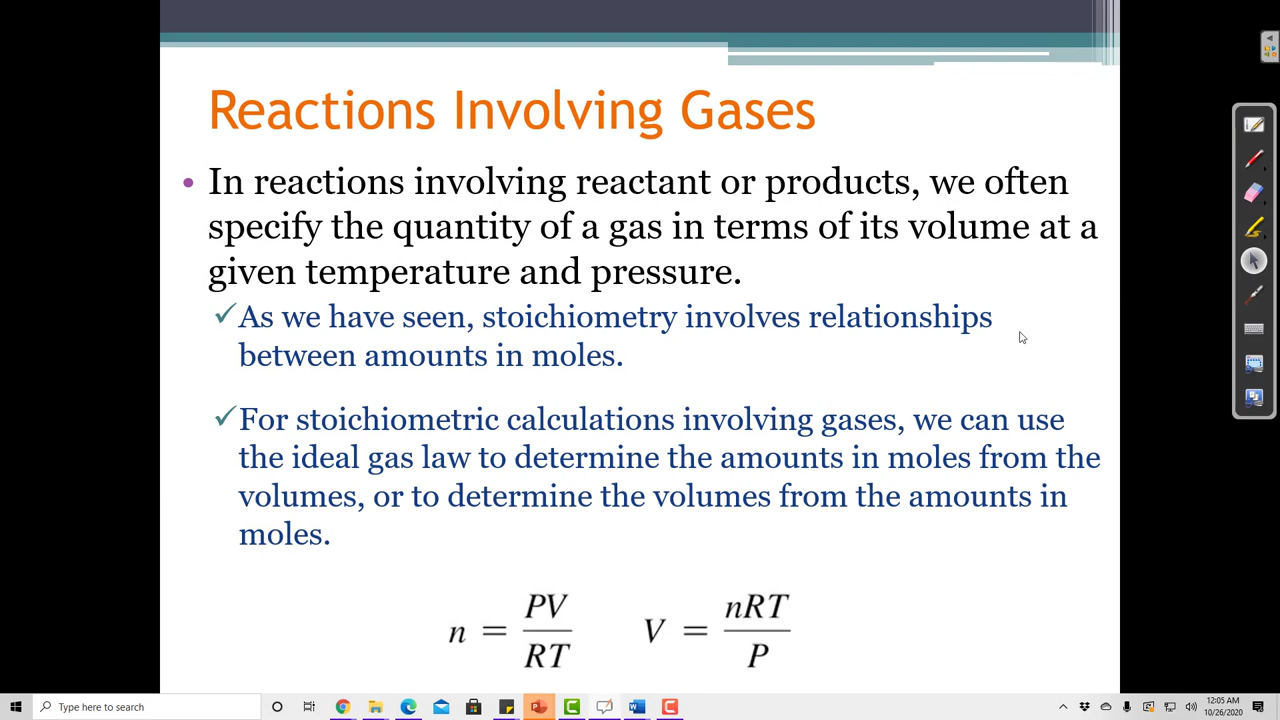 Reactions Involving Gases
• In reactions involving reactant or products, we often
specify the quantity of a gas in terms of its volume at a
given temperature and pressure.
✓As we have seen, stoichiometry involves relationships
between amounts in moles.
✓For stoichiometric calculations involving gases, we can use
the ideal gas law to determine the amounts in moles from the
volumes, or to determine the volumes from the amounts in
moles.
n = PV/RT V = nRT/P
Type here to search
12:05 AM
10/26/2020